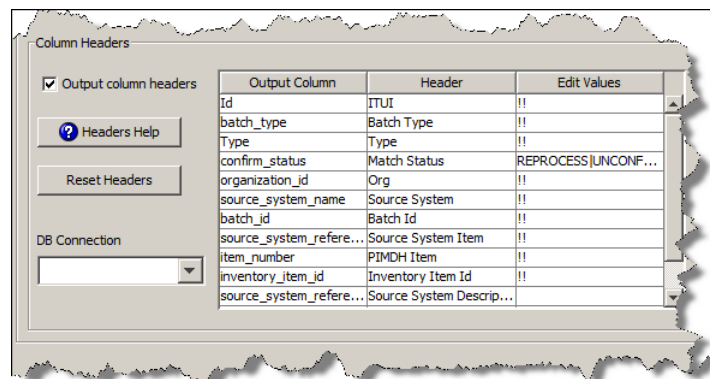 Column Headers
Output column headers
Headers Help
Reset Headers
DB Connection
Output Column Header Edit Values
Id ITUI !!
batch_type Batch Type !!
Type Type !!
confirm_status Match Status REPROCESS|UNCONF...
organization_id Org !!
source_system_name Source System !!
batch_id Batch Id !!
source_system_refere... Source System Item !!
item_number PIMDH Item !!
inventory_item_id Inventory Item Id !!
source_system_refere... Source System Descrip...